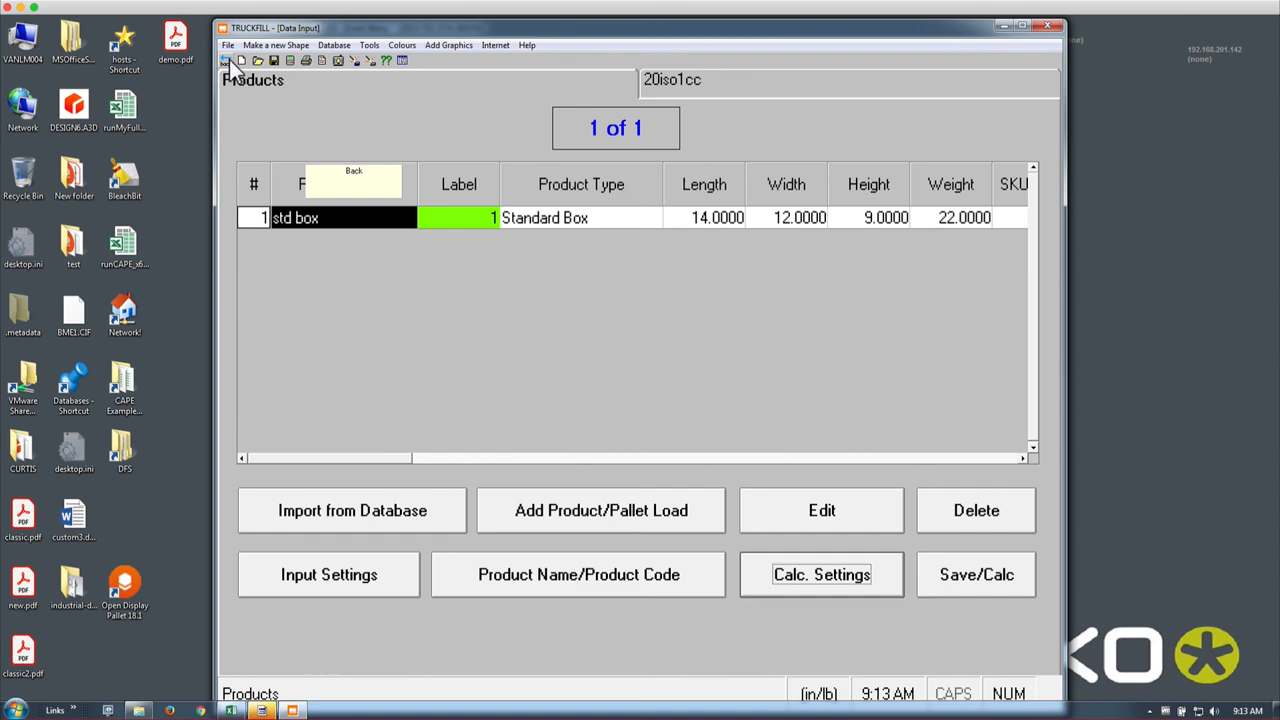 TRUCKFILL - [Data Input]
File Make a new Shape Database Tools Colours Add Graphics Internet Help
Products
20iso1cc
1 of 1
# Label Product Type Length Width Height Weight SKU
Back
1 std box 1 Standard Box 14.0000 12.0000 9.0000 22.0000
Import from Database
Add Product/Pallet Load
Edit
Delete
Input Settings
Product Name/Product Code
Calc. Settings
Save/Calc
Products (in/lb) 9:13 AM CAPS NUM
192.168.201.142
(none)
VANLM004
MSOfficeS...
hosts -
Shortcut
demo.pdf
Network
DESIGN6.A3D
runMyFull...
Recycle Bin
New folder
BleachBit
desktop.ini
test
runCAPE_x6...
.metadata
BME1.CIF
Network!
VMware
Share...
Databases -
Shortcut
CAPE
Example...
CURTIS
desktop.ini
DFS
classic.pdf
custom3.d...
new.pdf
industrial-d...
Open Display
Pallet 18.1
classic2.pdf
KO
Links »
9:13 AM